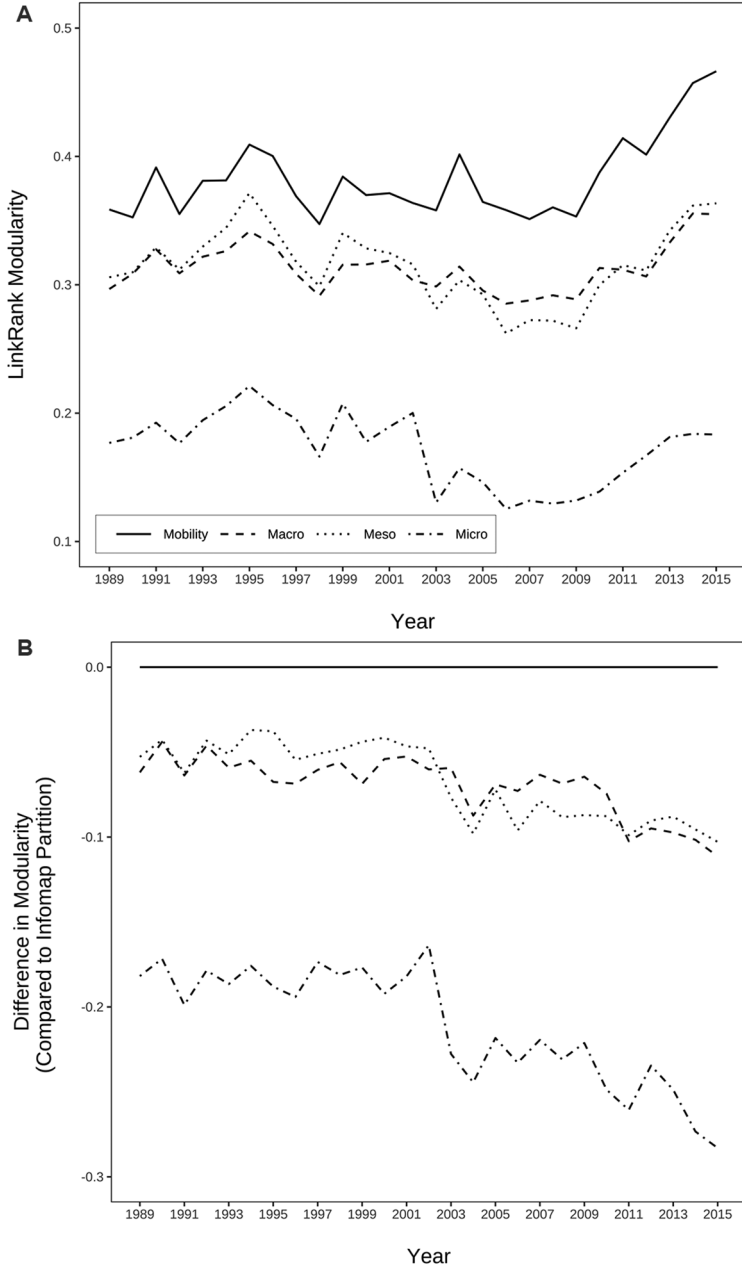 A
0.5
0.4
0.3
0.2
0.1
LinkRank Modularity
Mobility Macro Meso Micro
1989 1991 1993 1995 1997 1999 2001 2003 2005 2007 2009 2011 2013 2015
Year
B
0.0
-0.1
-0.2
-0.3
Difference in Modularity
(Compared to Infomap Partition)
1989 1991 1993 1995 1997 1999 2001 2003 2005 2007 2009 2011 2013 2015
Year